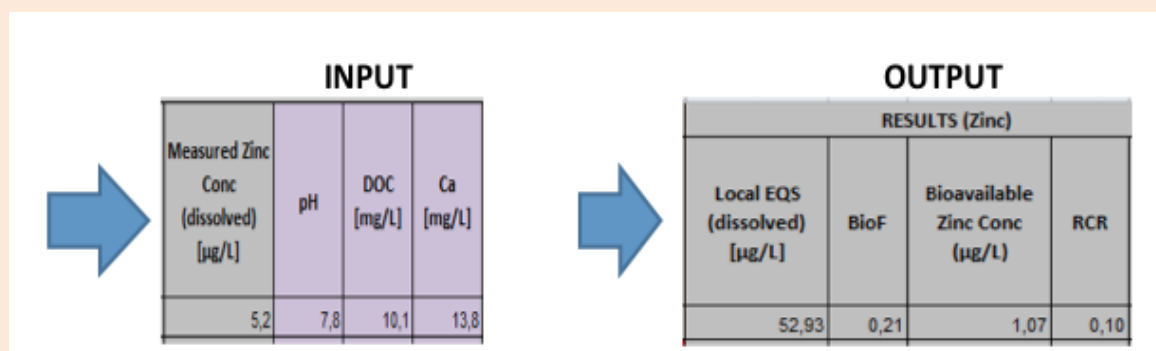 INPUT
Measured Zinc
Conc
(dissolved)
[µg/L]
pH
DOC
[mg/L]
Ca
[mg/L]
5,2
7,8
10,1
13,8
OUTPUT
RESULTS (Zinc)
Local EQS
(dissolved)
[µg/L]
BioF
Bioavailable
Zinc Conc
(µg/L)
RCR
52,93
0,21
1,07
0,10